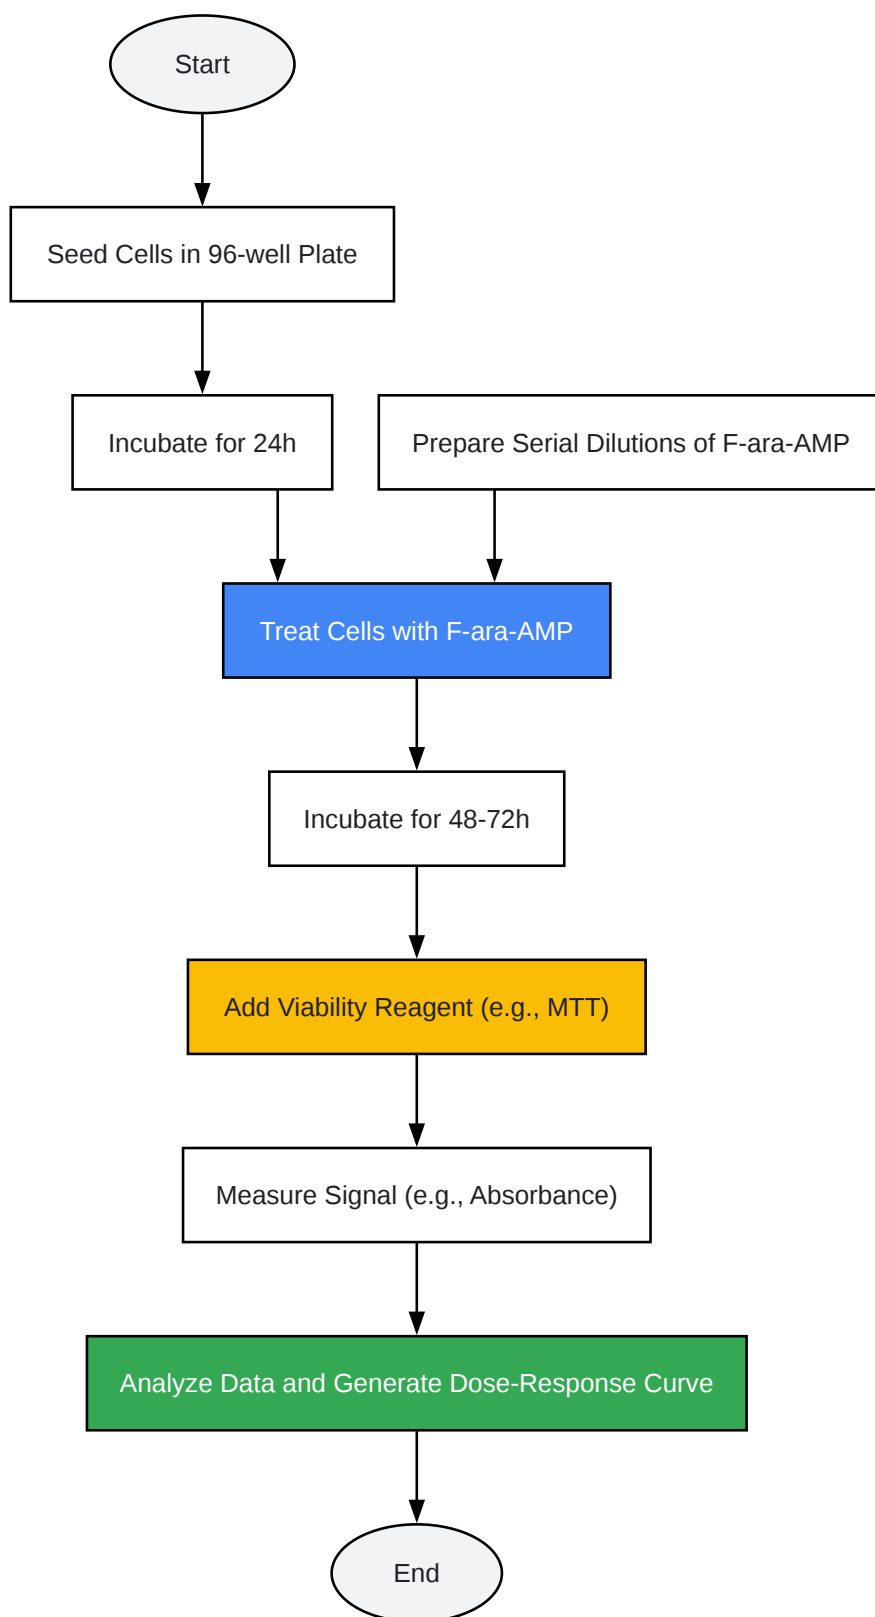 Start
Seed Cells in 96-well Plate
Incubate for 24h
Prepare Serial Dilutions of F-ara-AMP
Treat Cells with F-ara-AMP
Incubate for 48-72h
Add Viability Reagent (e.g., MTT)
Measure Signal (e.g., Absorbance)
Analyze Data and Generate Dose-Response Curve
End